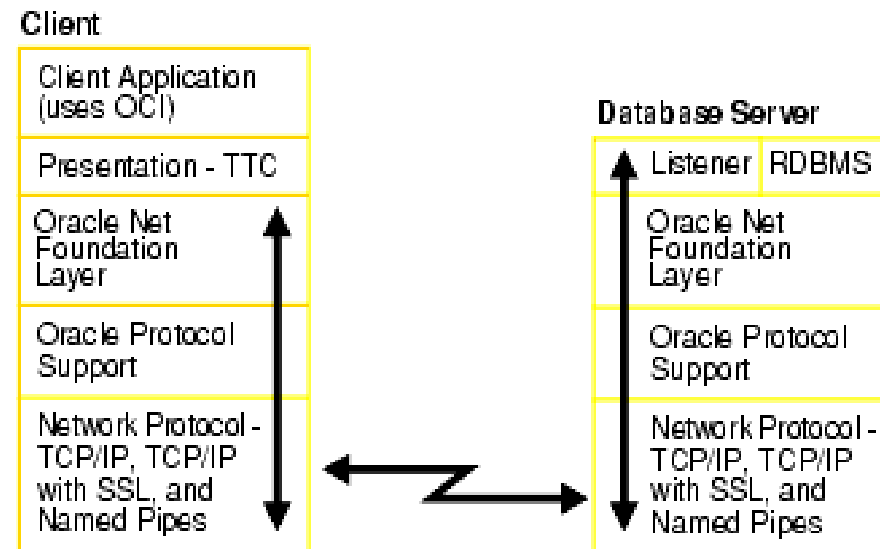 Client
Client Application
(uses OCI)
Presentation - TTC
Oracle Net
Foundation
Layer
Oracle Protocol
Support
Network Protocol -
TCP/IP, TCP/IP
with SSL, and
Named Pipes
Database Server
Listener RDBMS
Oracle Net
Foundation
Layer
Oracle Protocol
Support
Network Protocol -
TCP/IP, TCP/IP
with SSL, and
Named Pipes